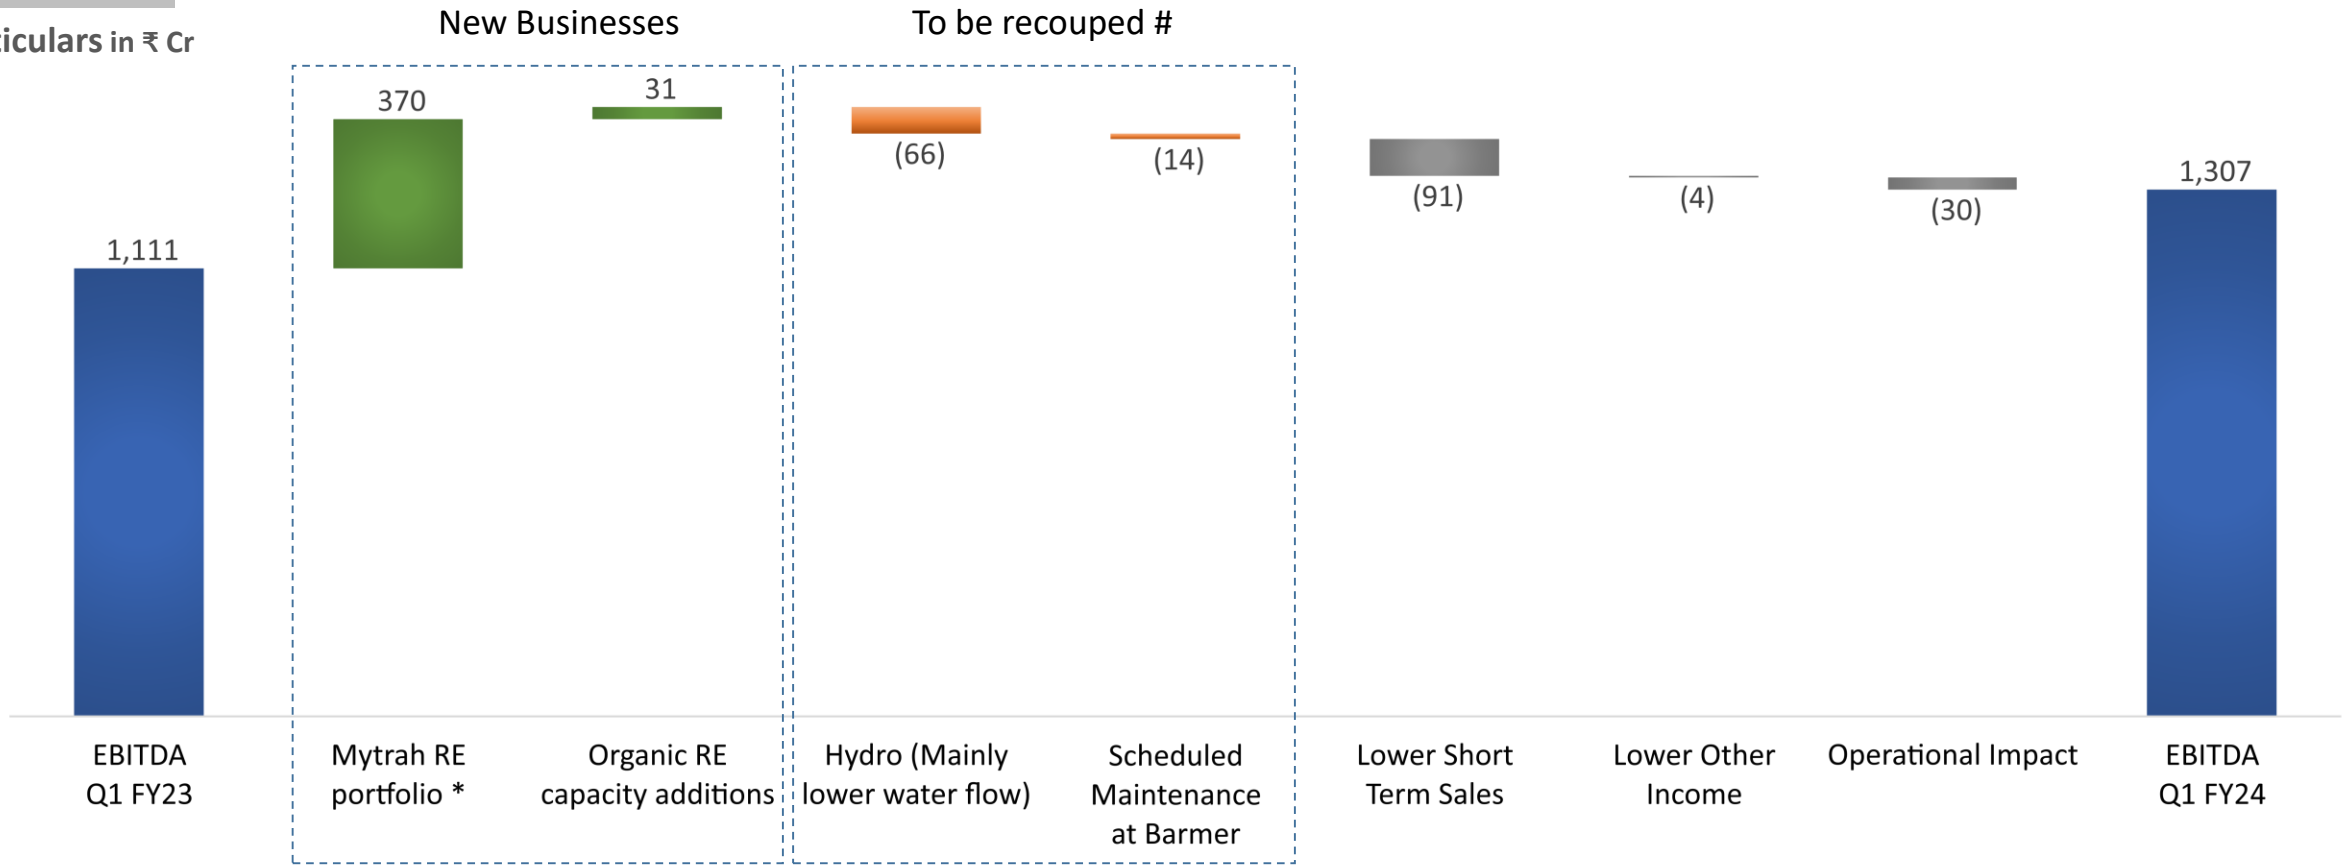 New Businesses
To be recouped #
in ₹ Cr
370
31
(66)
(14)
(91)
(4)
(30)
1,111
1,307
EBITDA
Q1 FY23
Mytrah RE
portfolio *
Organic RE
capacity additions
Hydro (Mainly
lower water flow)
Scheduled
Maintenance
at Barmer
Lower Short
Term Sales
Lower Other
Income
Operational Impact
EBITDA
Q1 FY24